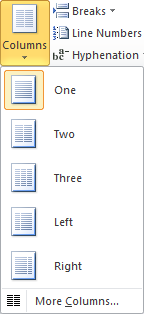 Columns
Breaks
Line Numbers
Hyphenation
One
Two
Three
Left
Right
More Columns...